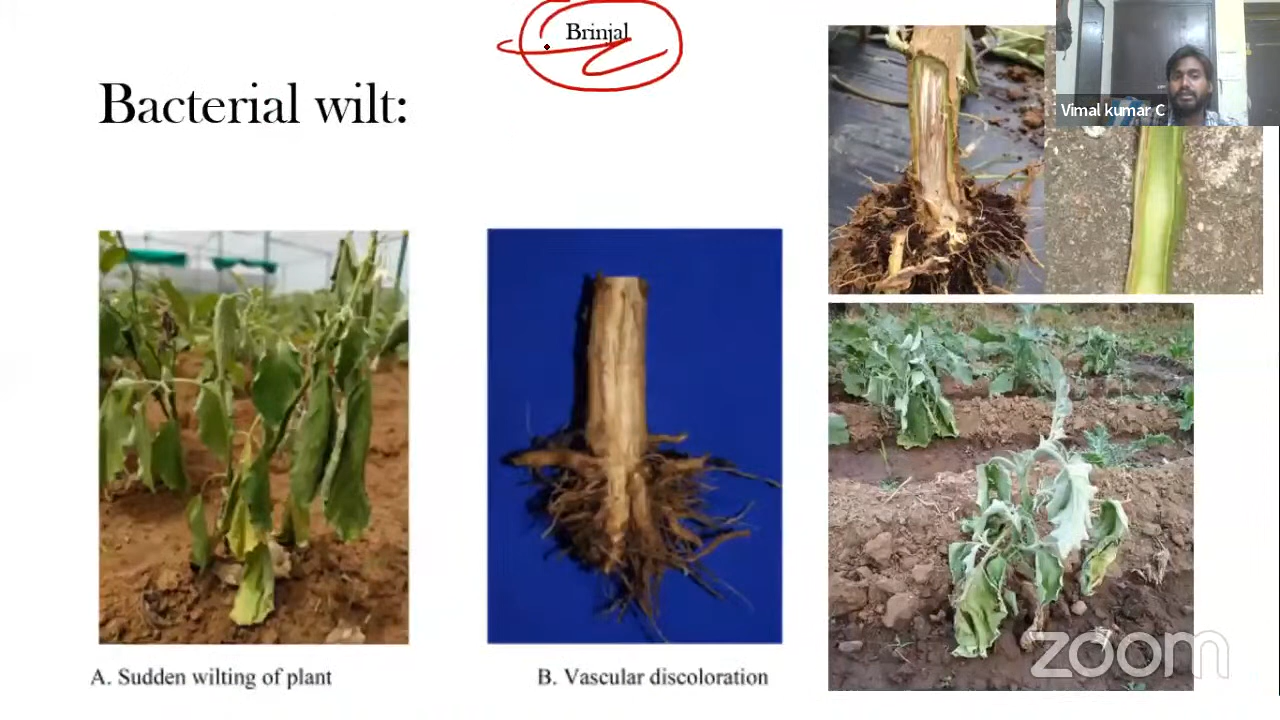 Brinjal
Bacterial wilt:
Vimal kumar C
A. Sudden wilting of plant
B. Vascular discoloration
zoom